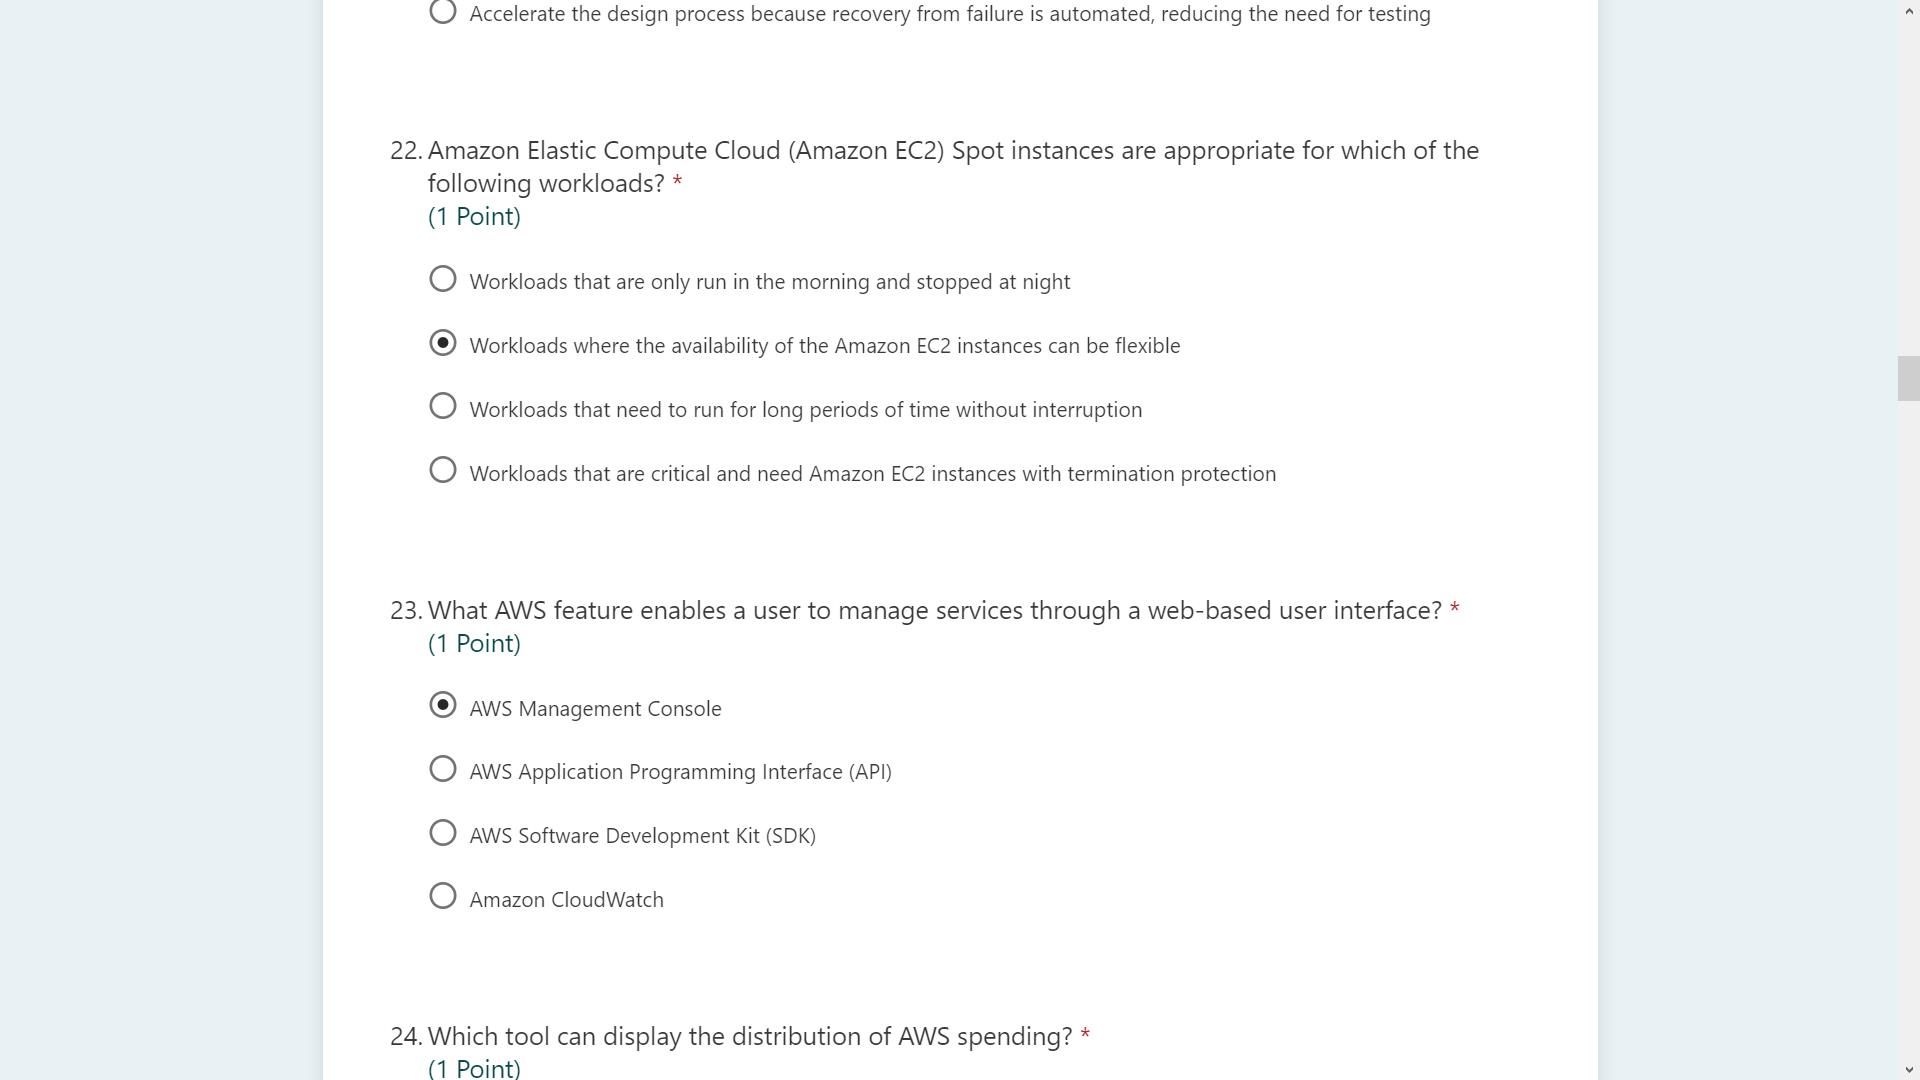 Accelerate the design process because recovery from failure is automated, reducing the need for testing
22. Amazon Elastic Compute Cloud (Amazon EC2) Spot instances are appropriate for which of the
following workloads? *
(1 Point)
Workloads that are only run in the morning and stopped at night
Workloads where the availability of the Amazon EC2 instances can be flexible
Workloads that need to run for long periods of time without interruption
Workloads that are critical and need Amazon EC2 instances with termination protection
23. What AWS feature enables a user to manage services through a web-based user interface? *
(1 Point)
AWS Management Console
AWS Application Programming Interface (API)
AWS Software Development Kit (SDK)
Amazon CloudWatch
24. Which tool can display the distribution of AWS spending? *
(1 Point)